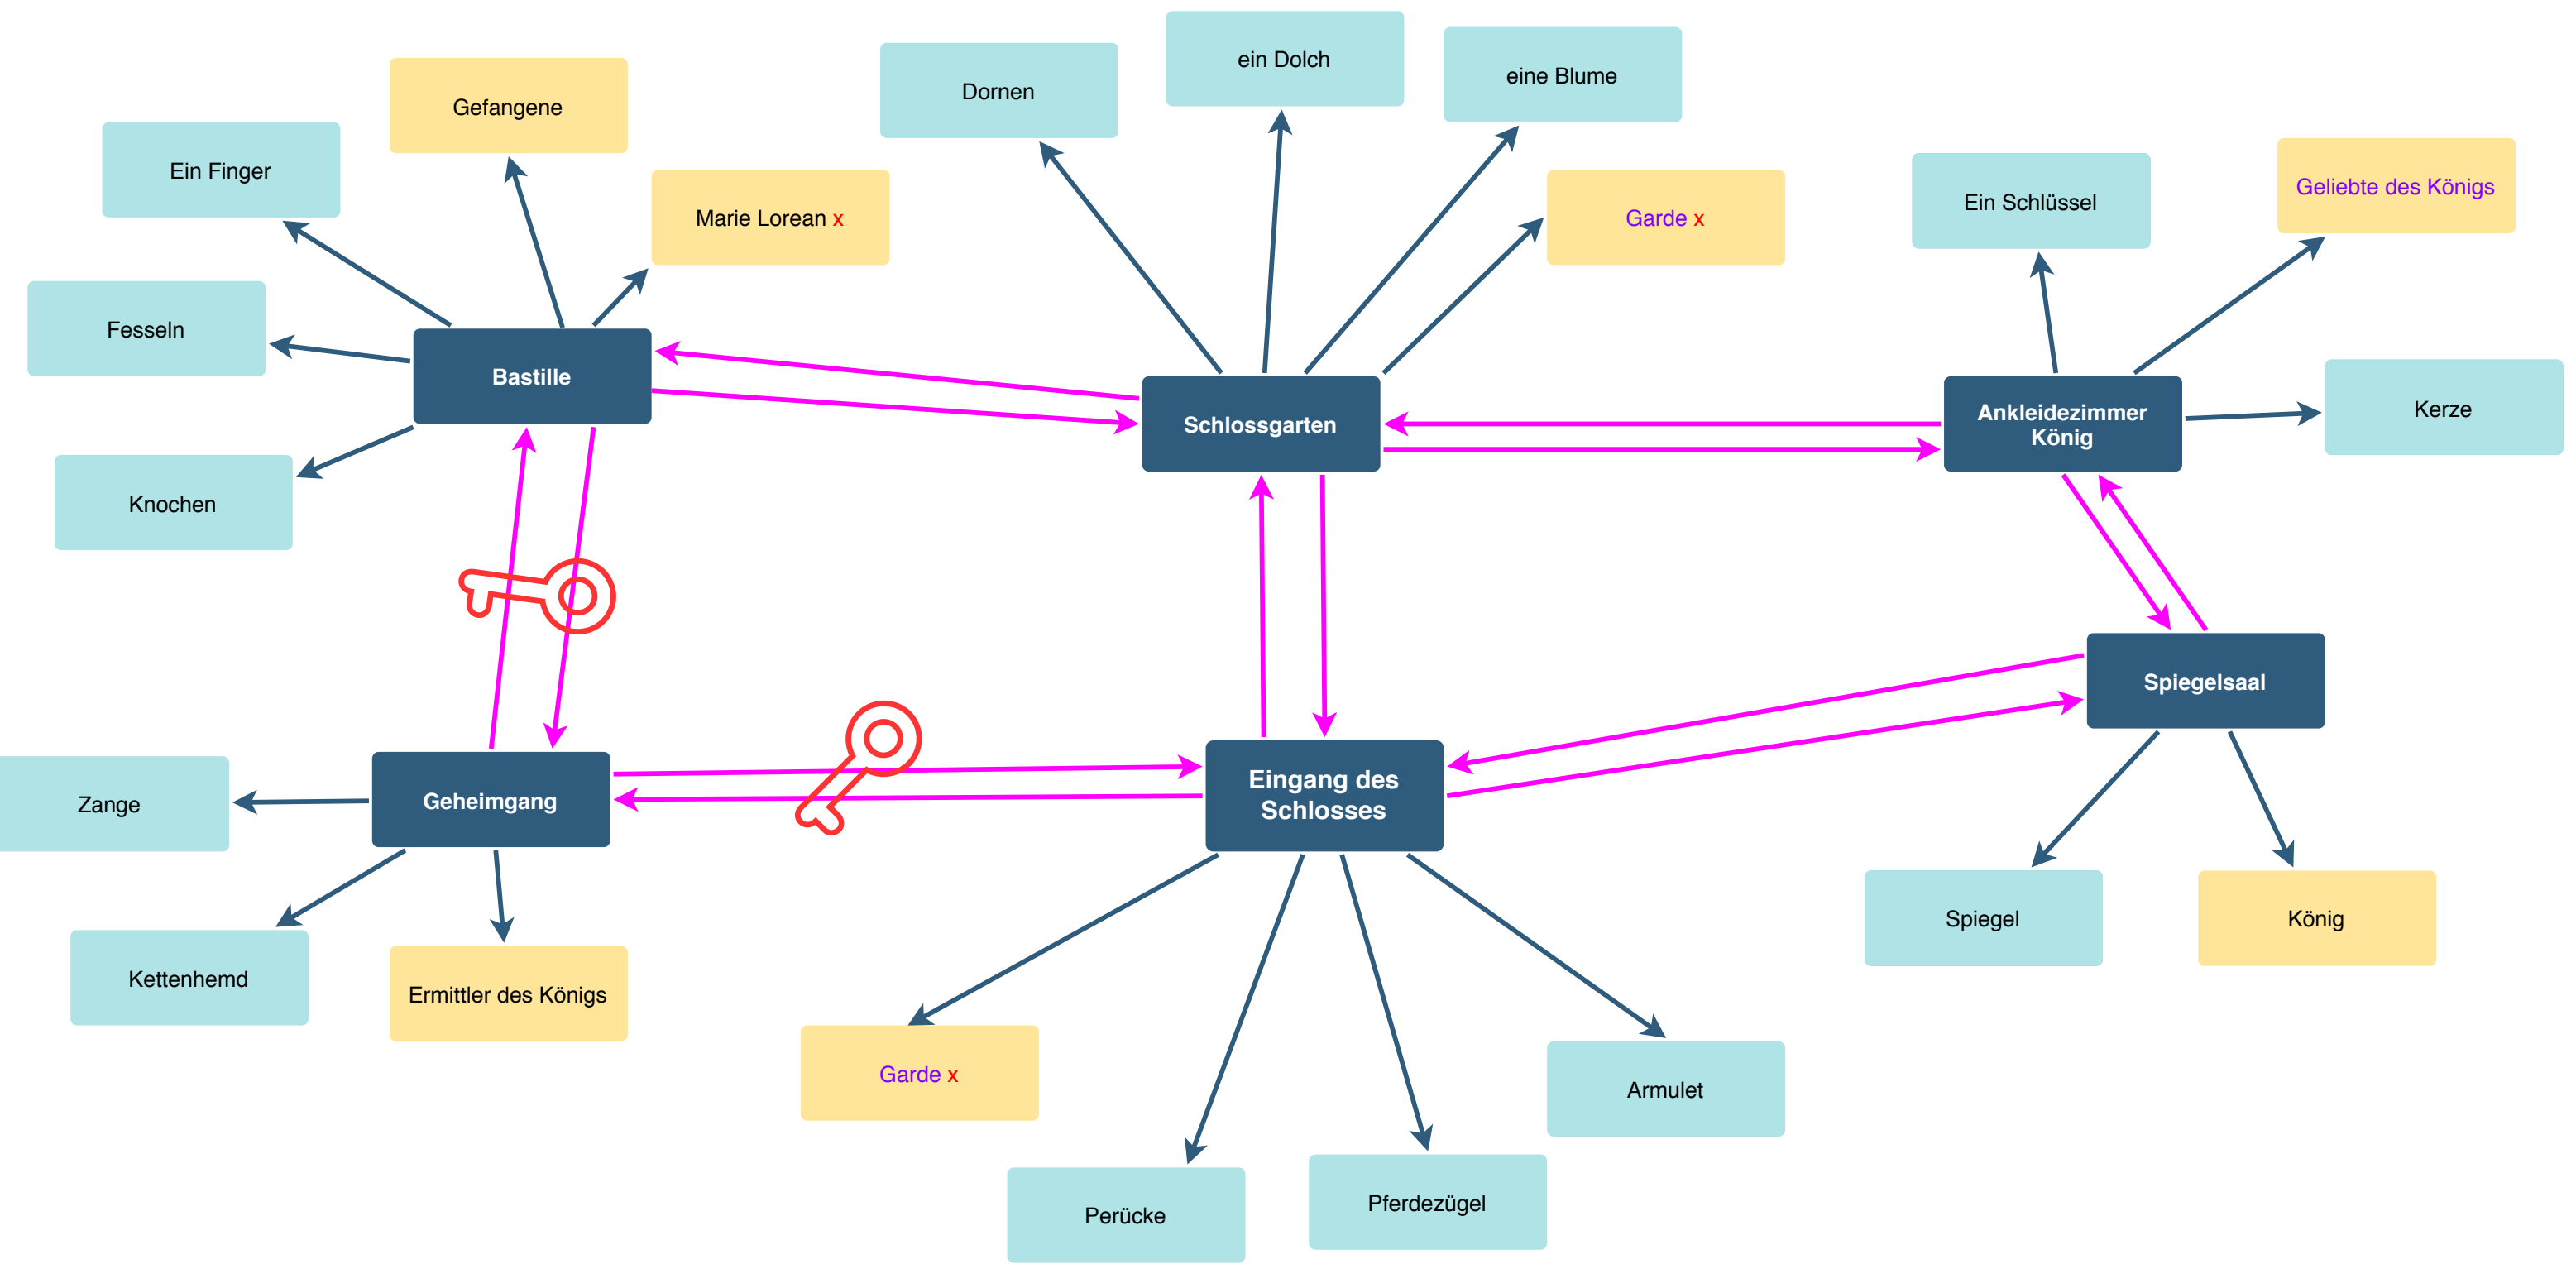 ein Dolch
eine Blume
Dornen
Gefangene
Ein Finger
Marie Lorean x
Garde x
Ein Schlüssel
Geliebte des Königs
Fesseln
Bastille
Schlossgarten
Ankleidezimmer
König
Kerze
Knochen
Spiegelsaal
Zange
Geheimgang
Eingang des
Schlosses
Spiegel
König
Kettenhemd
Ermittler des Königs
Garde x
Armulet
Perücke
Pferdezügel